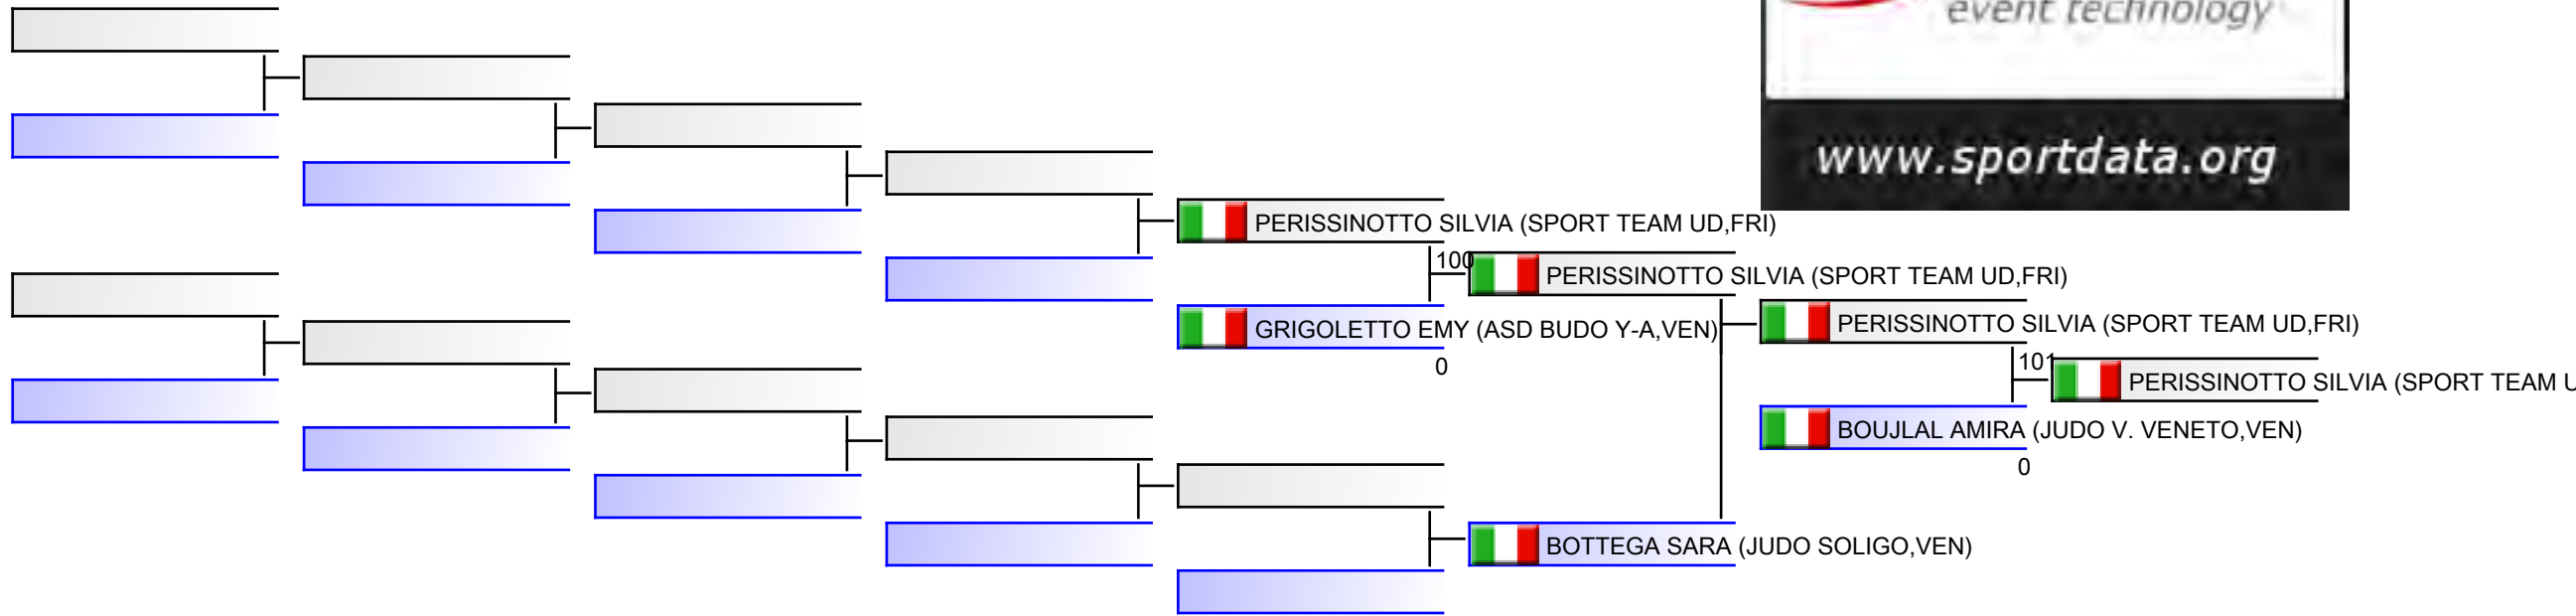 event technology
www.sportdata.org
PERISSINOTTO SILVIA (SPORT TEAM UD,FRI)
100
PERISSINOTTO SILVIA (SPORT TEAM UD,FRI)
GRIGOLETTO EMY (ASD BUDO Y-A,VEN)
0
PERISSINOTTO SILVIA (SPORT TEAM UD,FRI)
101
PERISSINOTTO SILVIA (SPORT TEAM U
BOUJLAL AMIRA (JUDO V. VENETO,VEN)
0
BOTTEGA SARA (JUDO SOLIGO,VEN)